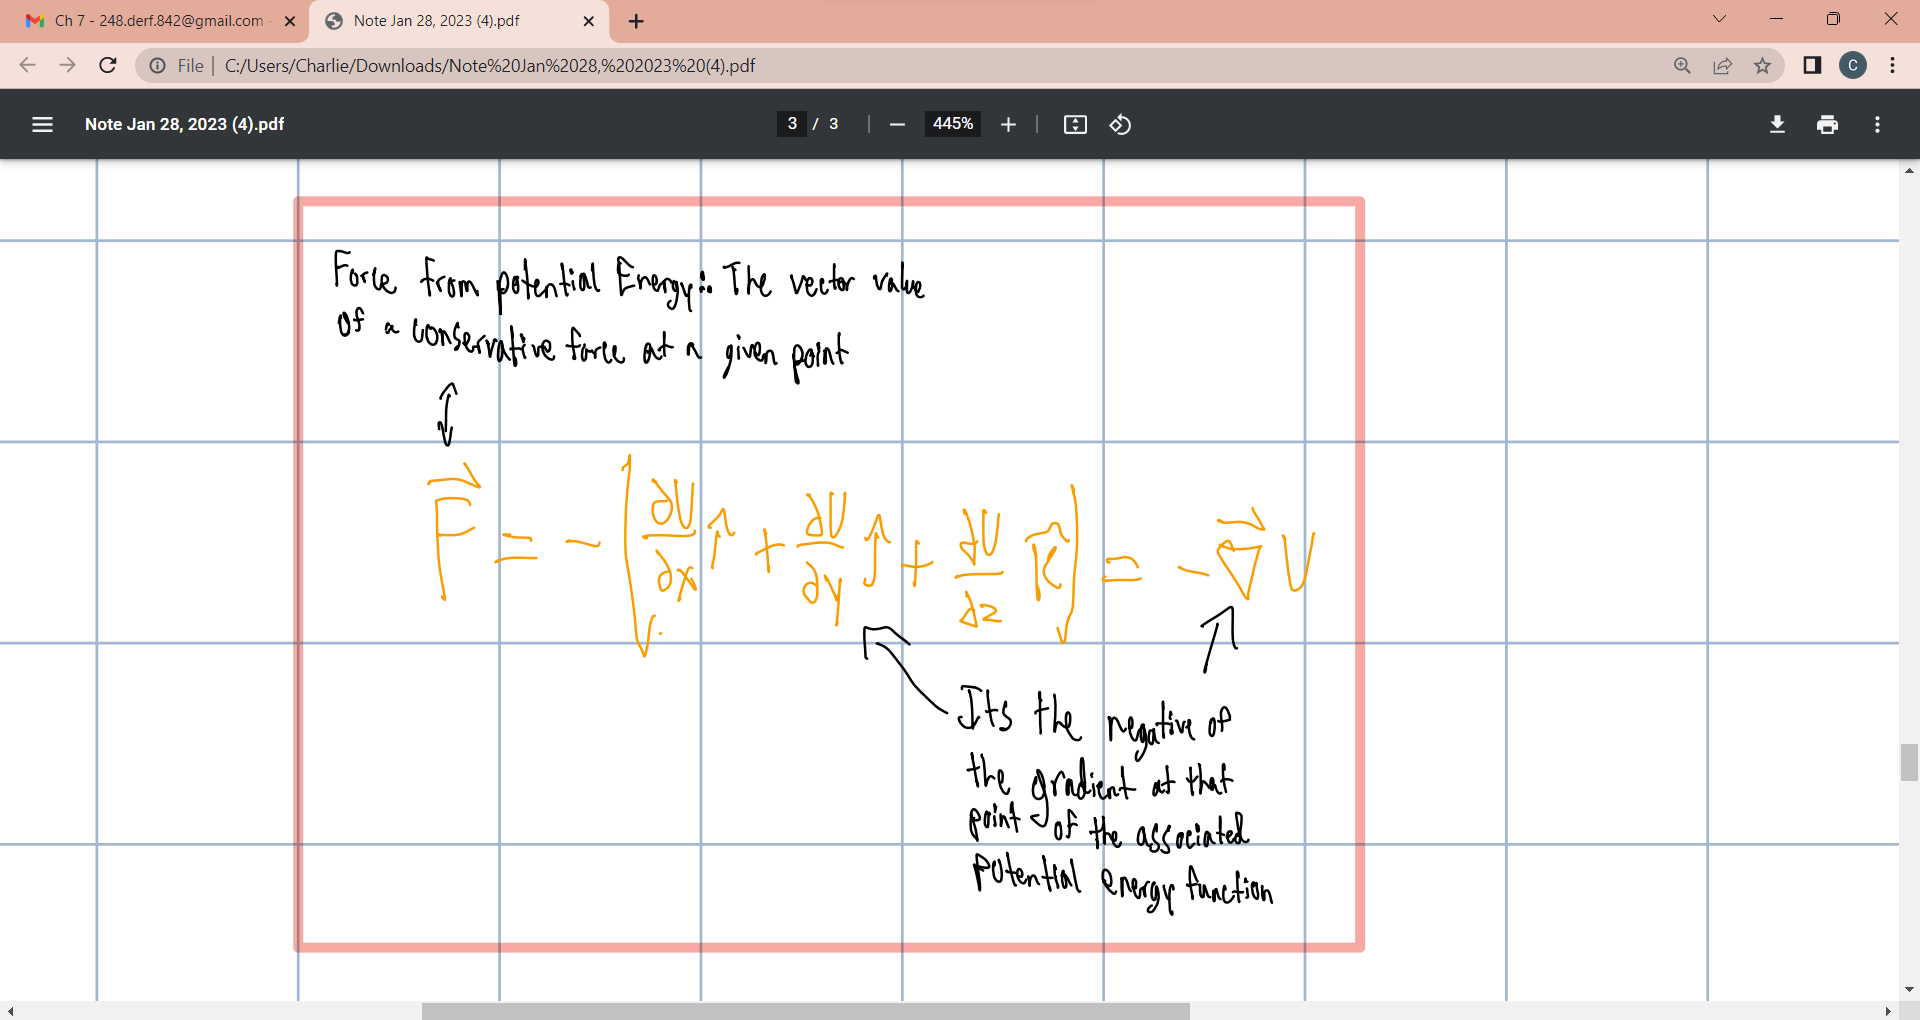 Ch 7 - 248.derf.842@gmail.com
Note Jan 28, 2023 (4).pdf
File | C:/Users/Charlie/Downloads/Note%20Jan%2028,%202023%20(4).pdf
C
Note Jan 28, 2023 (4).pdf
3 / 3 | − 445% + |
Force from potential Energy: The vector value
of a conservative force at a given point
F⃗ = - (∂U/∂x î + ∂U/∂y ĵ + ∂U/∂z k̂) = - ∇⃗ U
Its the negative of
the gradient at that
point of the associated
potential energy function